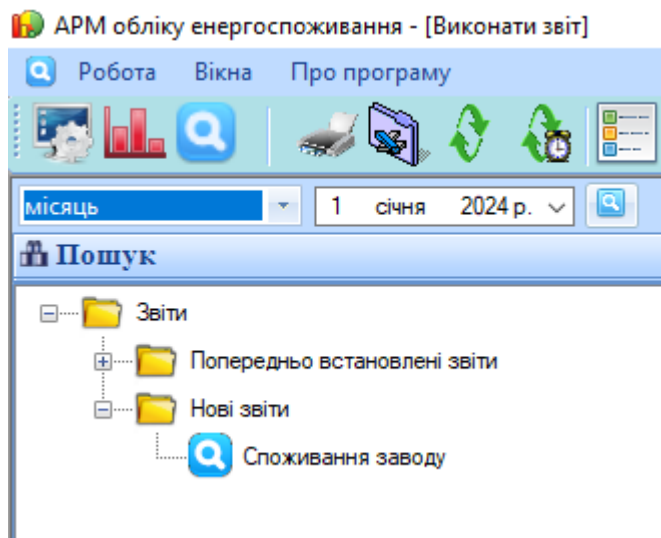 АРМ обліку енергоспоживання - [Виконати звіт]
Робота Вікна Про програму
місяць 1 січня 2024 р.
Пошук
Звіти
Попередньо встановлені звіти
Нові звіти
Споживання заводу